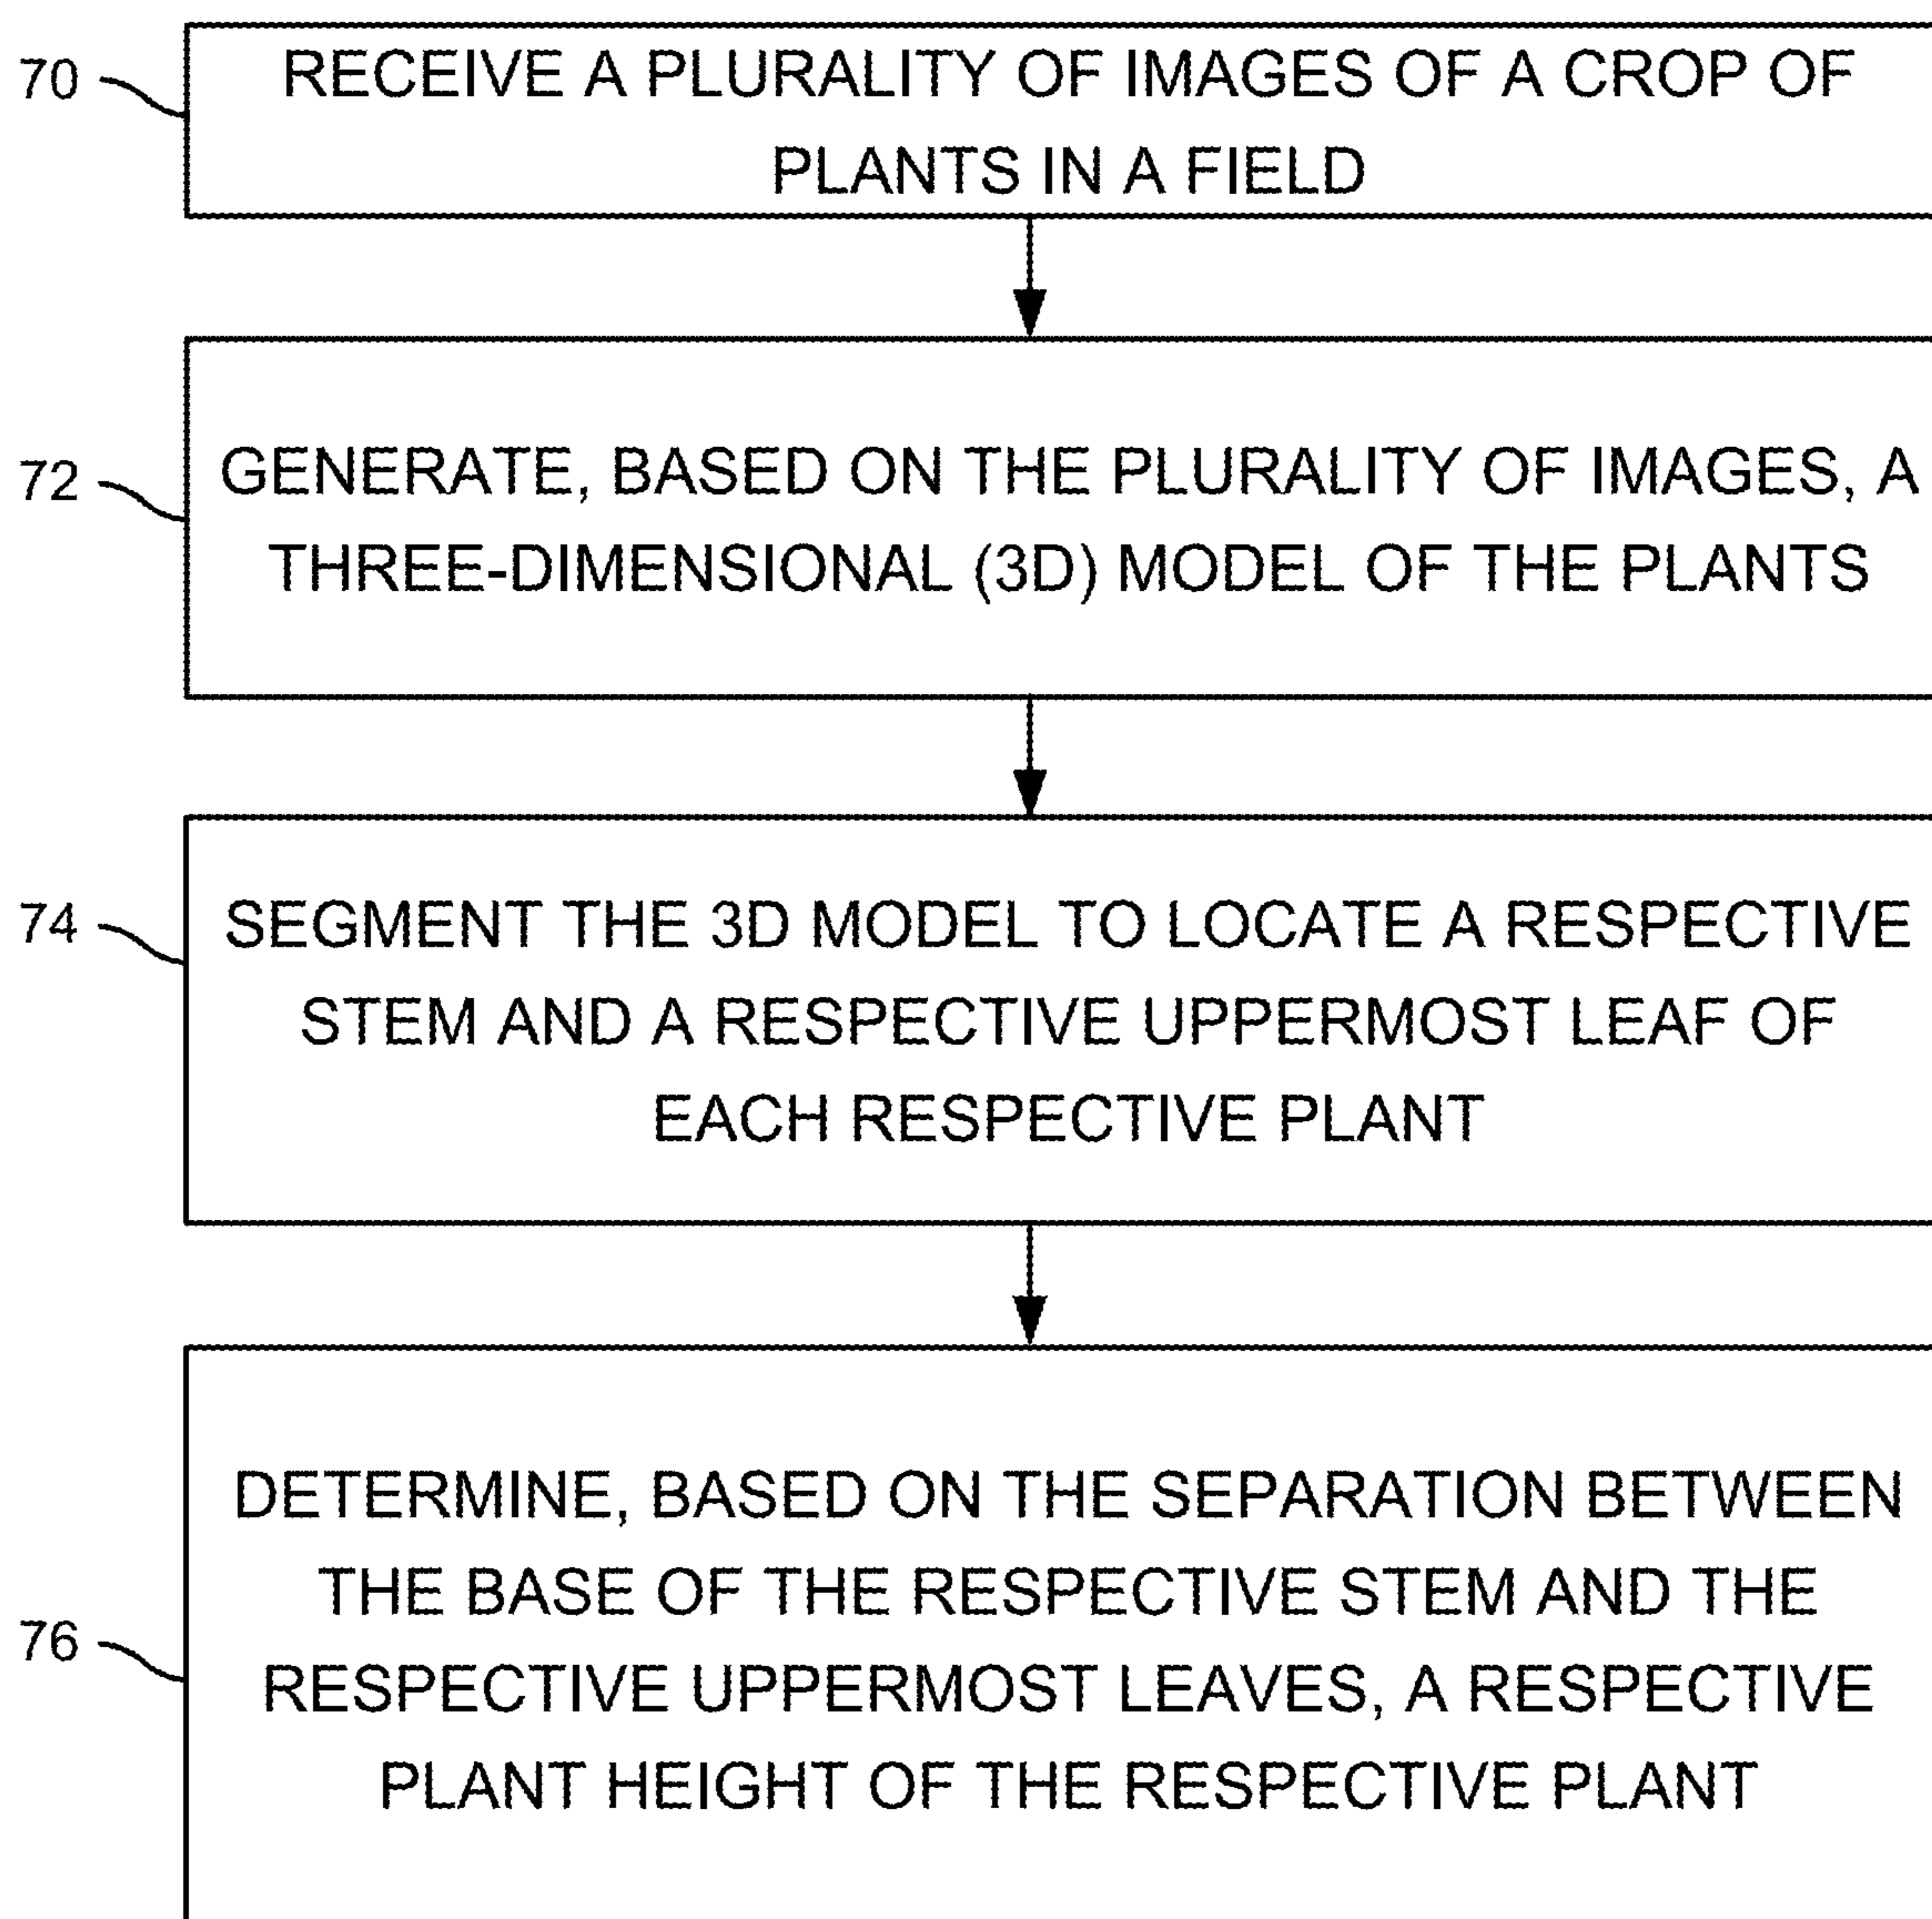 70
RECEIVE A PLURALITY OF IMAGES OF A CROP OF
PLANTS IN A FIELD
72
GENERATE, BASED ON THE PLURALITY OF IMAGES, A
THREE-DIMENSIONAL (3D) MODEL OF THE PLANTS
74
SEGMENT THE 3D MODEL TO LOCATE A RESPECTIVE
STEM AND A RESPECTIVE UPPERMOST LEAF OF
EACH RESPECTIVE PLANT
76
DETERMINE, BASED ON THE SEPARATION BETWEEN
THE BASE OF THE RESPECTIVE STEM AND THE
RESPECTIVE UPPERMOST LEAVES, A RESPECTIVE
PLANT HEIGHT OF THE RESPECTIVE PLANT